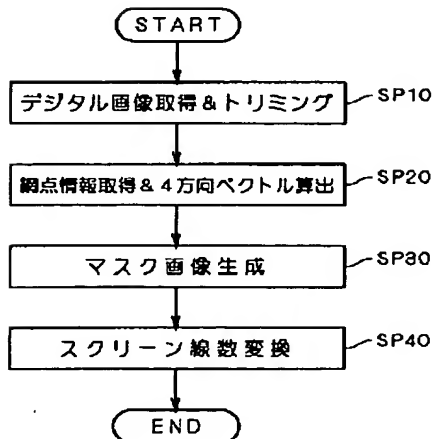 START
デジタル画像取得&トリミング
SP10
網点情報取得&4方向ベクトル算出
SP20
マスク画像生成
SP30
スクリーン線数変換
SP40
END